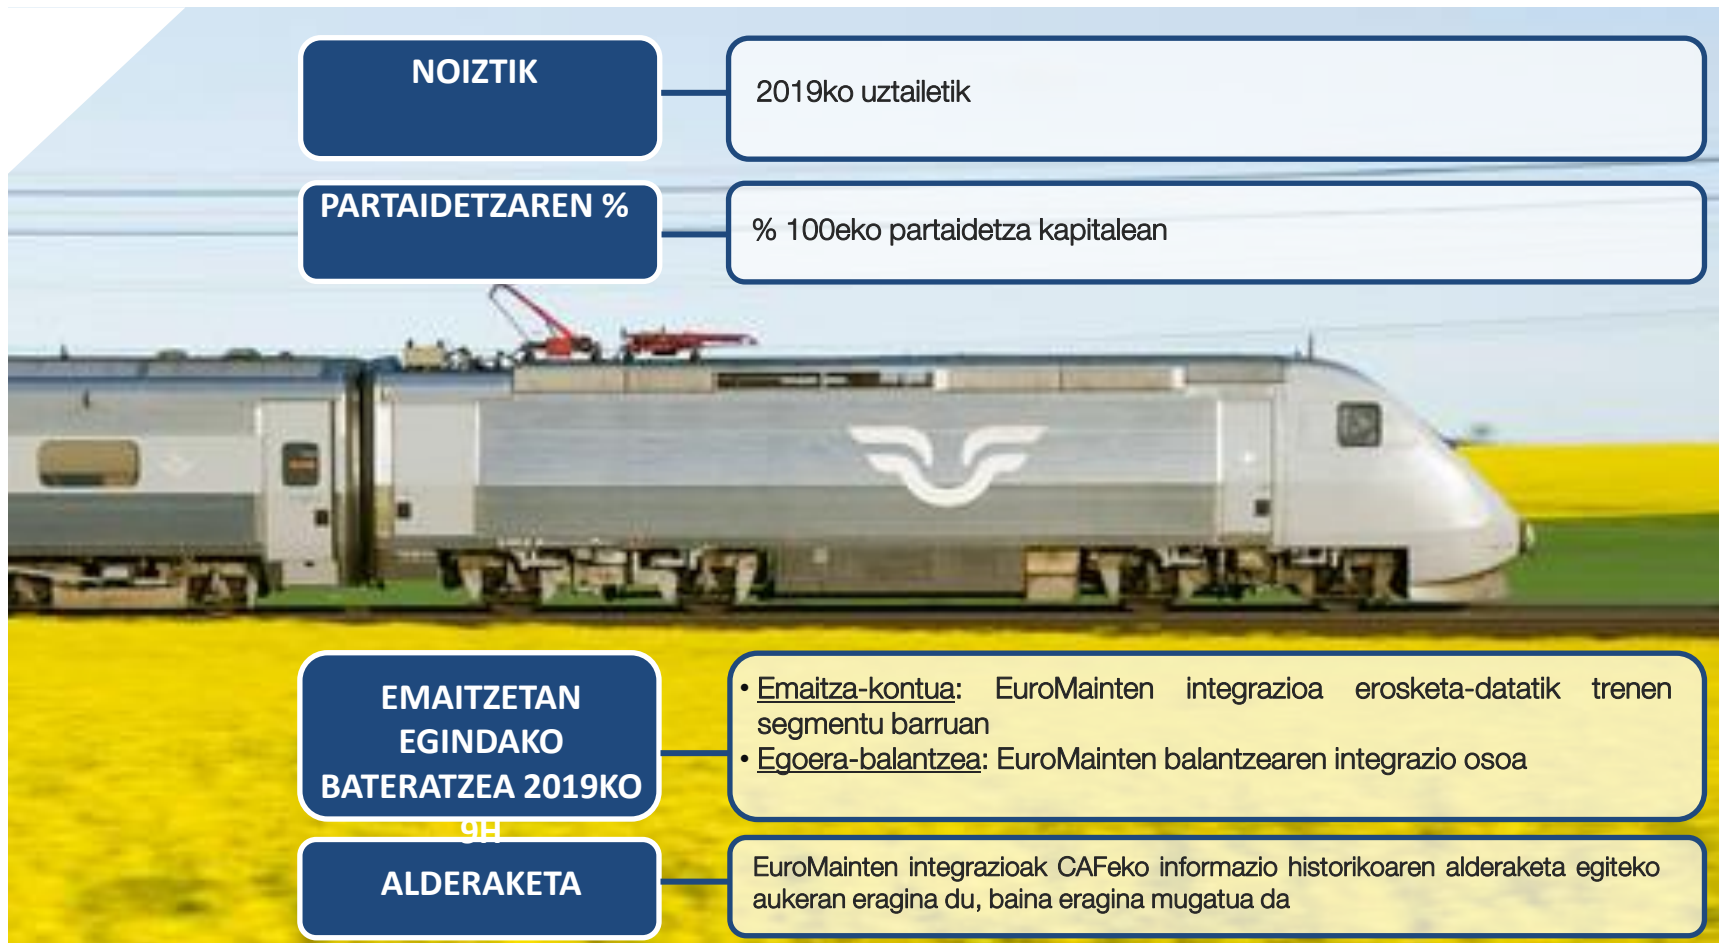 NOIZTIK
2019ko uztailetik
PARTAIDETZAREN %
% 100eko partaidetza kapitalean
EMAITZETAN
EGINDAKO
BATERATZEA 2019KO
9H
• Emaitza-kontua: EuroMainten integrazioa erosketa-datatik trenen
segmentu barruan
• Egoera-balantzea: EuroMainten balantzearen integrazio osoa
ALDERAKETA
EuroMainten integrazioak CAFeko informazio historikoaren alderaketa egiteko
aukeran eragina du, baina eragina mugatua da